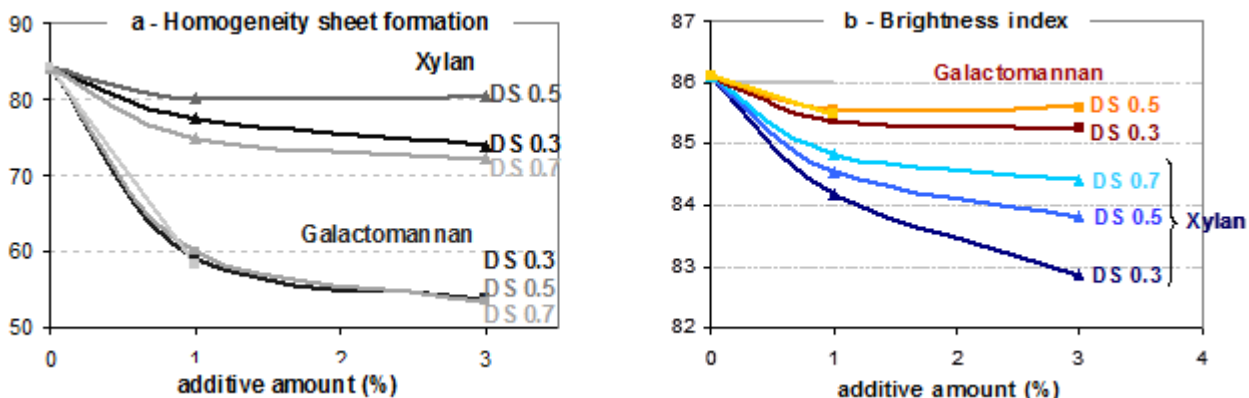 a - Homogeneity sheet formation
90
80
70
60
50
Xylan
DS 0.5
DS 0.3
DS 0.7
Galactomannan
DS 0.3
DS 0.5
DS 0.7
0 1 2 3
additive amount (%)
b - Brightness index
87
86
85
84
83
82
Galactomannan
DS 0.5
DS 0.3
DS 0.7
DS 0.5
Xylan
DS 0.3
0 1 2 3 4
additive amount (%)